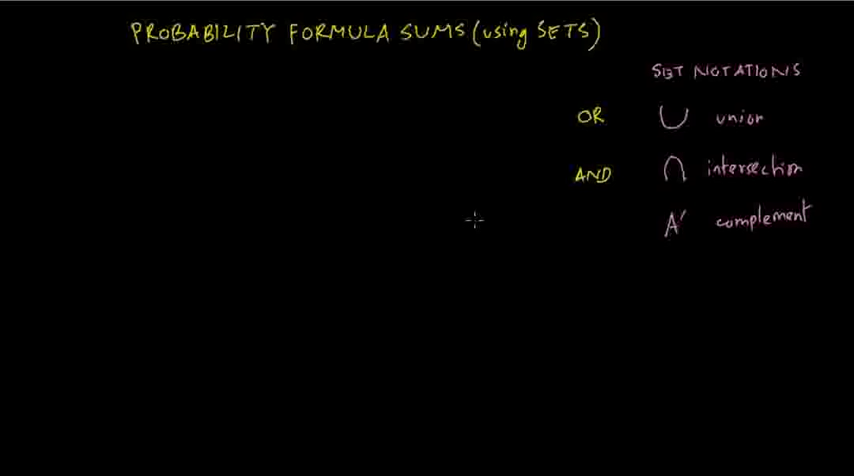 PROBABILITY FORMULA SUMS (using SETS)
SET NOTATIONS
OR ∪ union
AND ∩ intersection
A' complement